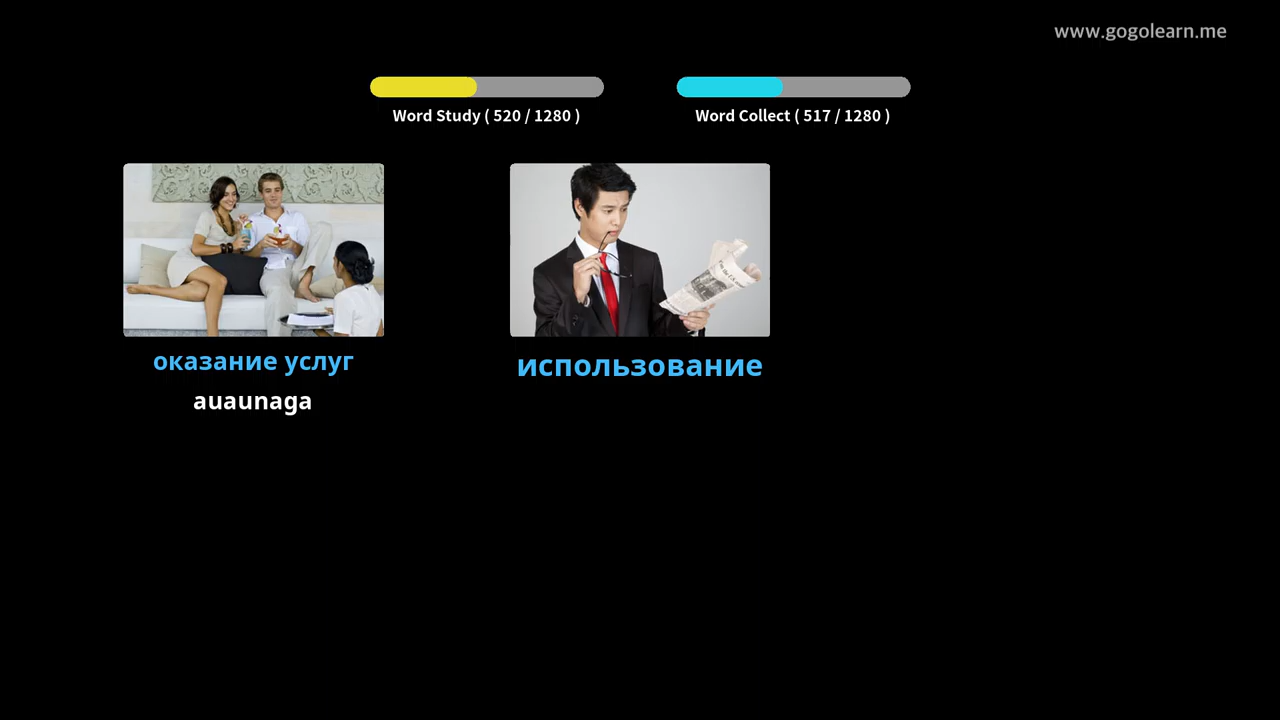 www.gogolearn.me
Word Study ( 520 / 1280 )
Word Collect ( 517 / 1280 )
оказание услуг
auaunaga
использование